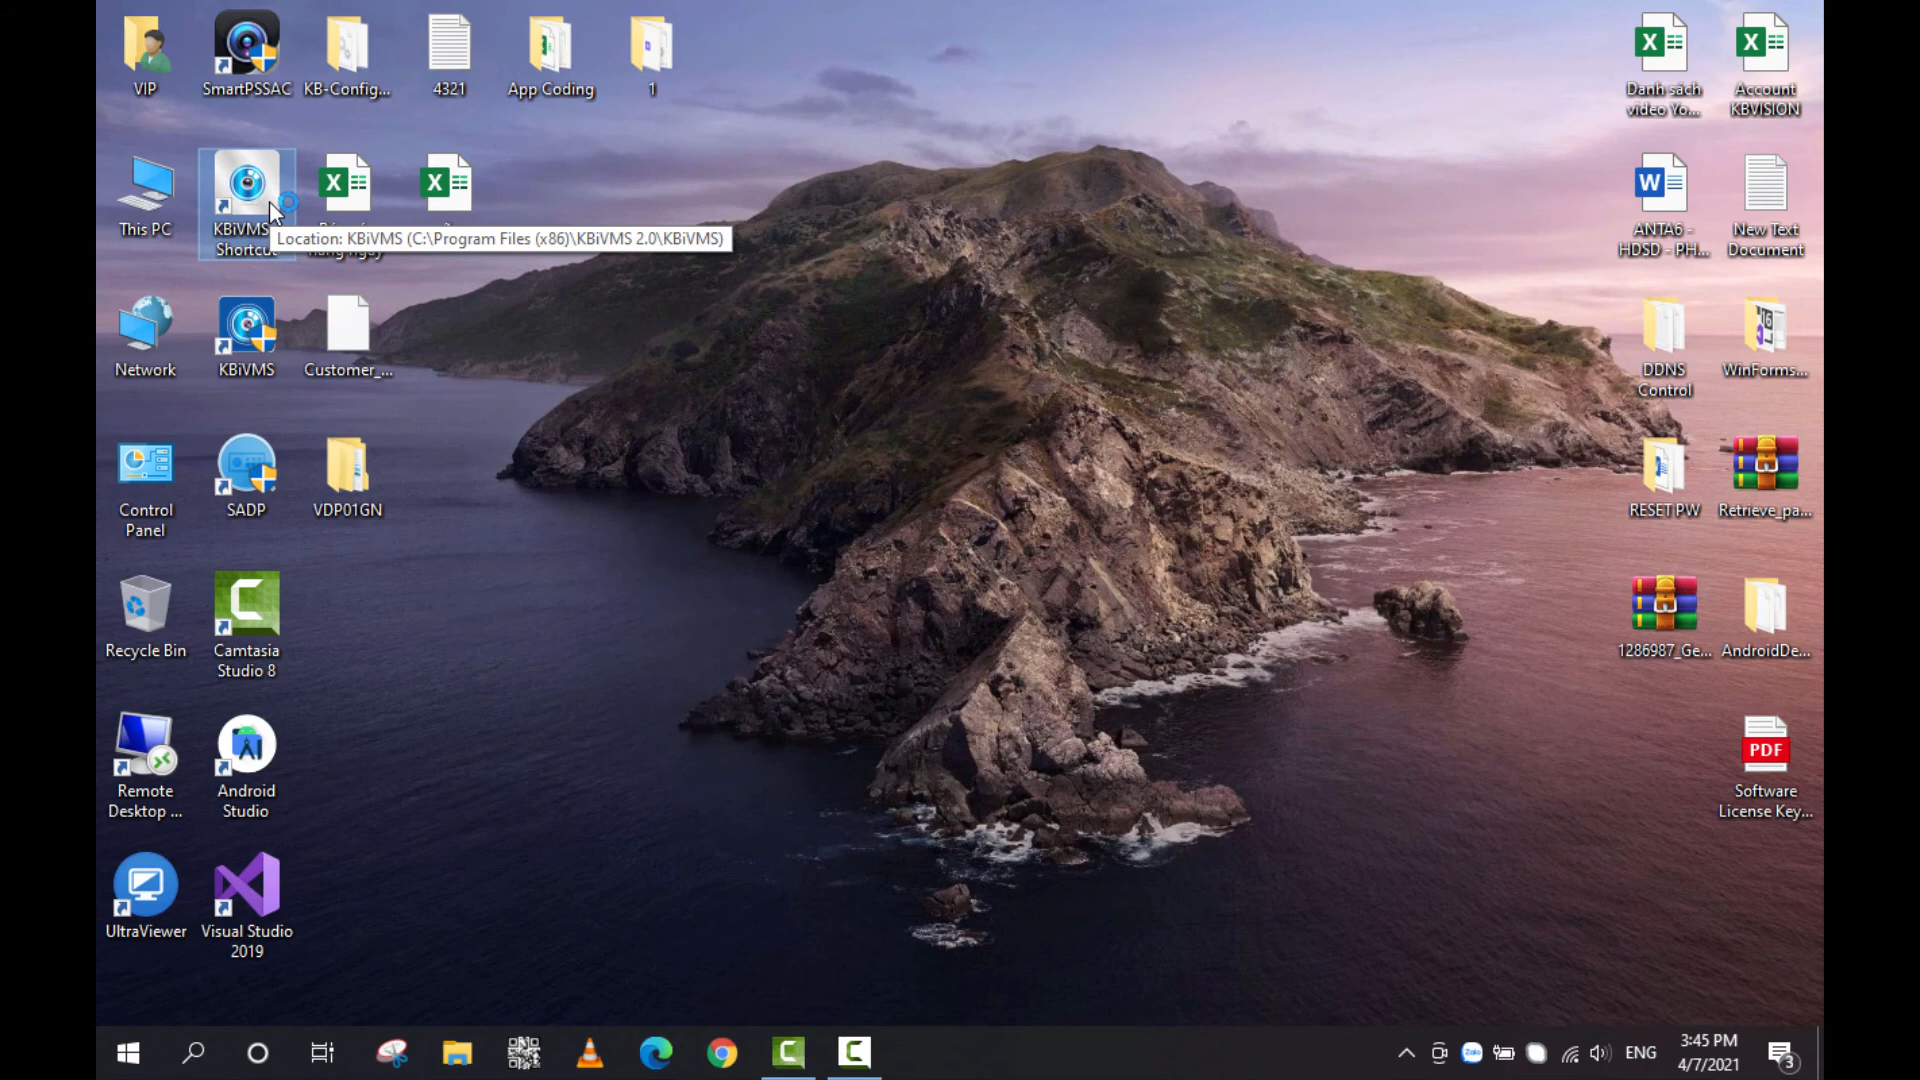 VIP
SmartPSSAC
KB-Config...
4321
App Coding
1
Danh sách
video Yo...
Account
KBVISION
This PC
KBiVMS
Shortcut
Location: KBiVMS (C:\Program Files (x86)\KBiVMS 2.0\KBiVMS)
ANTA6 -
HDSD - PH...
New Text
Document
Network
KBiVMS
Customer_...
DDNS
Control
WinForms...
Control
Panel
SADP
VDP01GN
RESET PW
Retrieve_pa...
Recycle Bin
Camtasia
Studio 8
1286987_Ge...
AndroidDe...
Remote
Desktop ...
Android
Studio
PDF
Software
License Key...
UltraViewer
Visual Studio
2019
Zalo
ENG
3:45 PM
4/7/2021
3